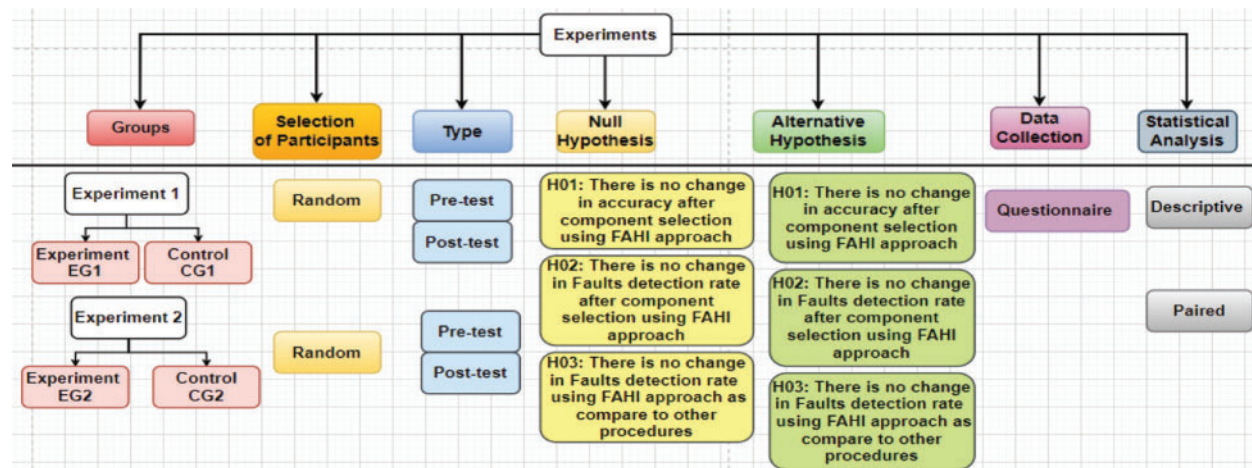 Experiments
Groups
Selection
of Participants
Type
Null
Hypothesis
Alternative
Hypothesis
Data
Collection
Statistical
Analysis
Experiment 1
Experiment
EG1
Control
CG1
Experiment 2
Experiment
EG2
Control
CG2
Random
Random
Pre-test
Post-test
Pre-test
Post-test
H01: There is no change
in accuracy after
component selection
using FAHI approach
H02: There is no change
in Faults detection rate
after component
selection using FAHI
approach
H03: There is no change
in Faults detection rate
using FAHI approach as
compare to other
procedures
H01: There is no change
in accuracy after
component selection
using FAHI approach
H02: There is no change
in Faults detection rate
after component
selection using FAHI
approach
H03: There is no change
in Faults detection rate
using FAHI approach as
compare to other
procedures
Questionnaire
Descriptive
Paired